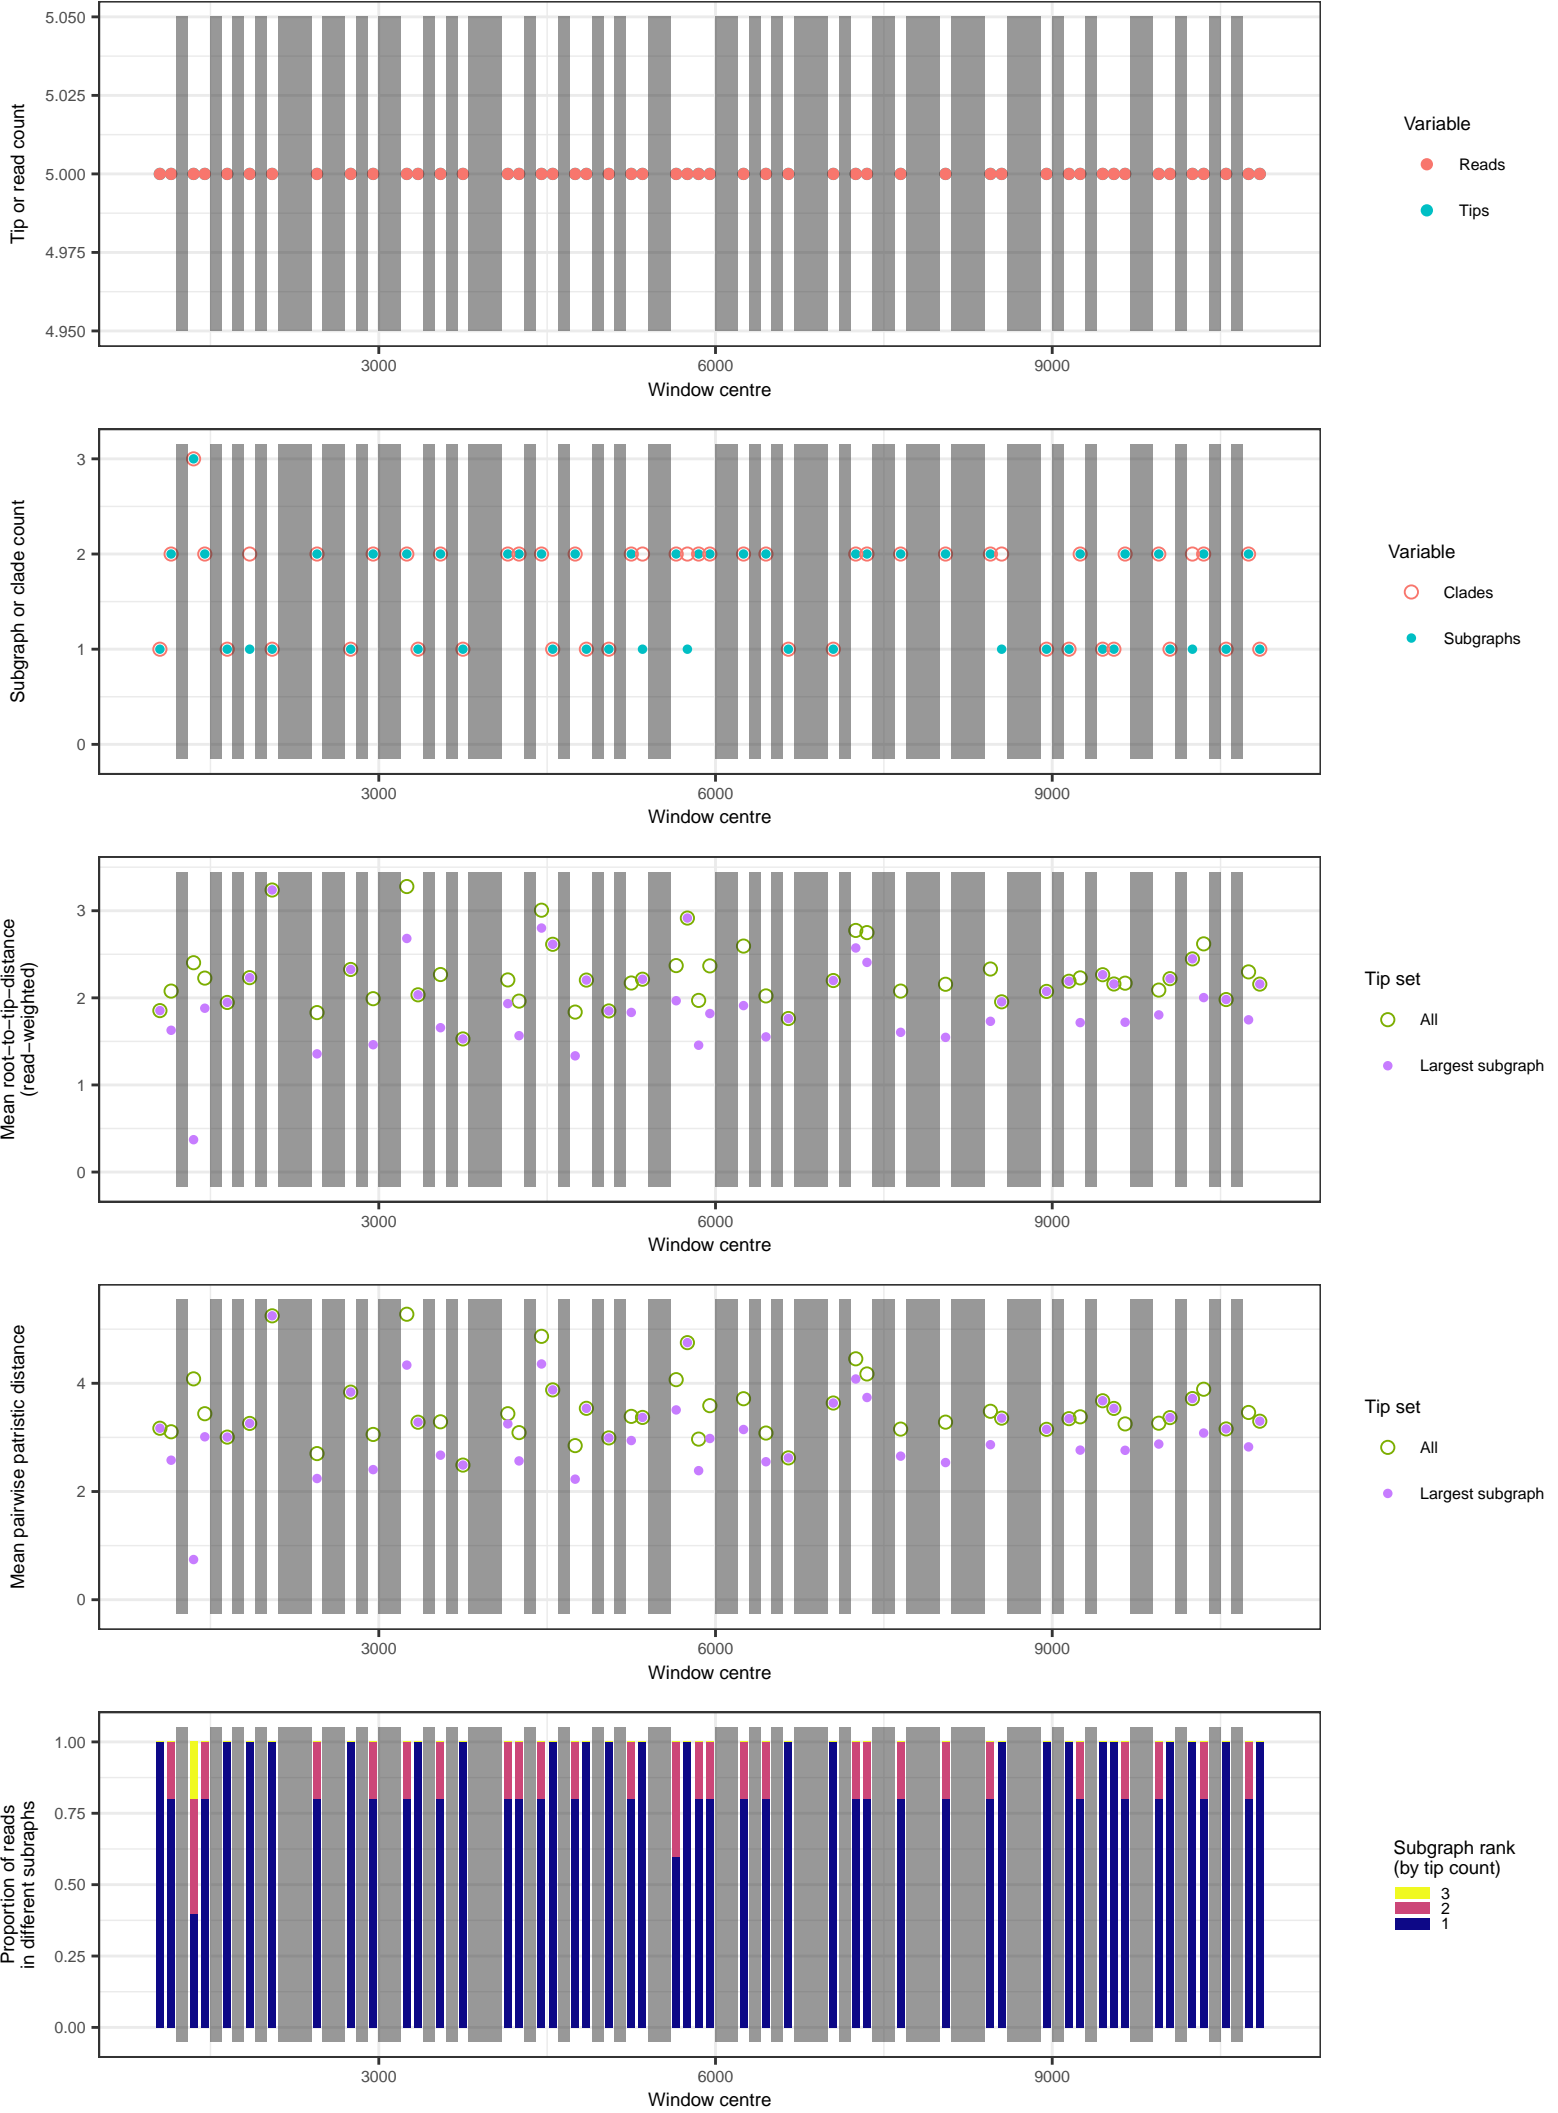 5.050
5.025
5.000
4.975
4.950
Tip or read count
3000
6000
9000
Window centre
Variable
Reads
Tips
3
2
1
0
Subgraph or clade count
3000
6000
9000
Window centre
Variable
Clades
Subgraphs
3
2
1
0
Mean root−to−tip−distance
(read−weighted)
3000
6000
9000
Window centre
Tip set
All
Largest subgraph
4
2
0
Mean pairwise patristic distance
3000
6000
9000
Window centre
Tip set
All
Largest subgraph
1.00
0.75
0.50
0.25
0.00
Proportion of reads
in different subraphs
3000
6000
9000
Window centre
Subgraph rank
(by tip count)
3
2
1